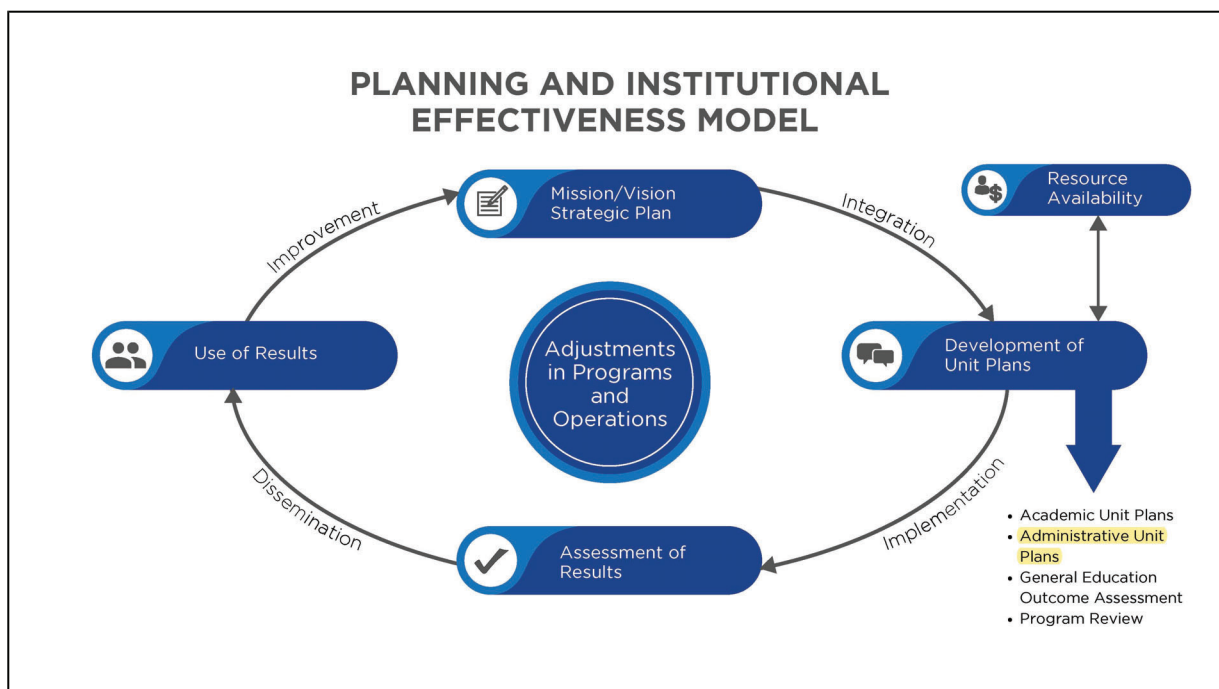 PLANNING AND INSTITUTIONAL
EFFECTIVENESS MODEL
Mission/Vision
Strategic Plan
Resource
Availability
Improvement
Integration
Use of Results
Adjustments
in Programs
and
Operations
Development of
Unit Plans
Dissemination
Implementation
Assessment of
Results
• Academic Unit Plans
• Administrative Unit
Plans
• General Education
Outcome Assessment
• Program Review